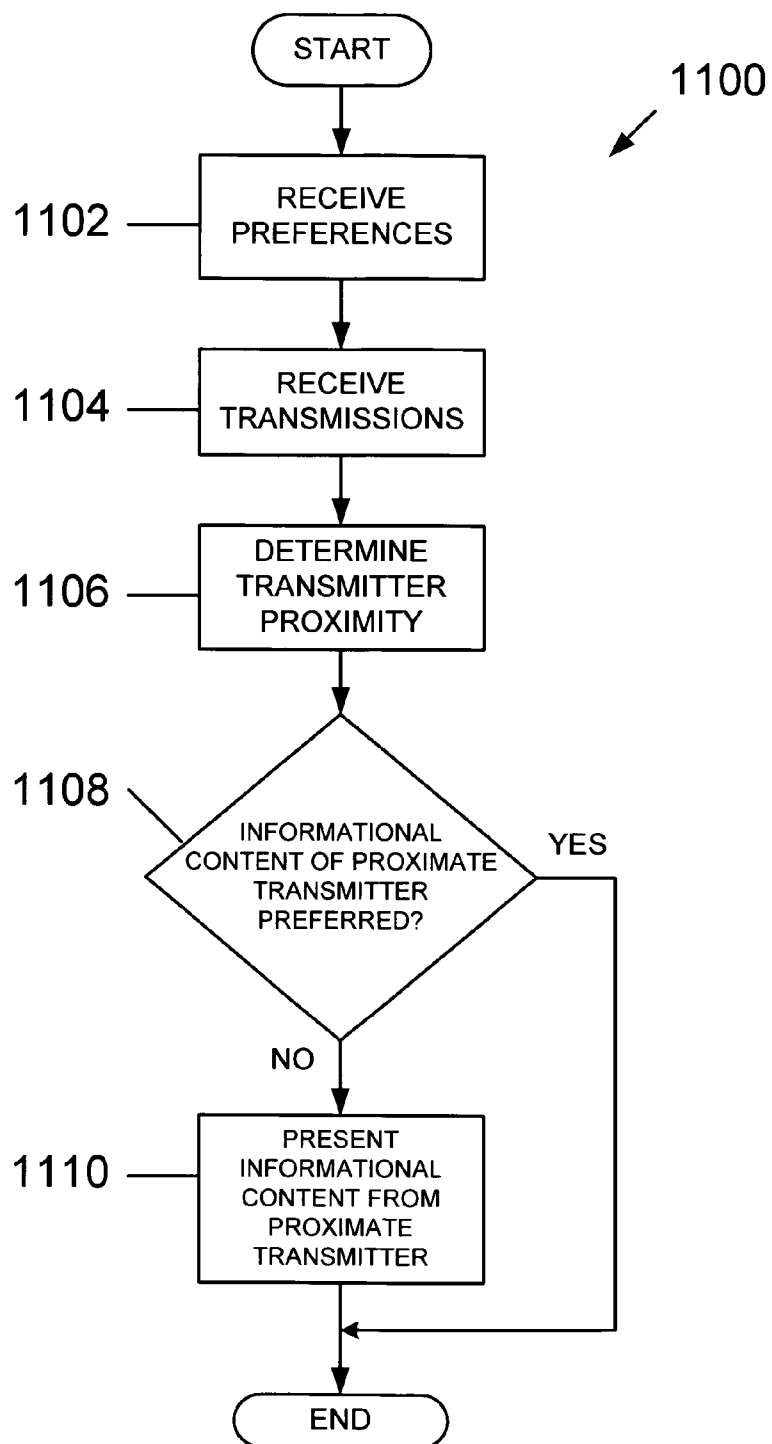 START
1100
1102
RECEIVE
PREFERENCES
1104
RECEIVE
TRANSMISSIONS
1106
DETERMINE
TRANSMITTER
PROXIMITY
1108
INFORMATIONAL
CONTENT OF PROXIMATE
TRANSMITTER
PREFERRED?
YES
NO
1110
PRESENT
INFORMATIONAL
CONTENT FROM
PROXIMATE
TRANSMITTER
END